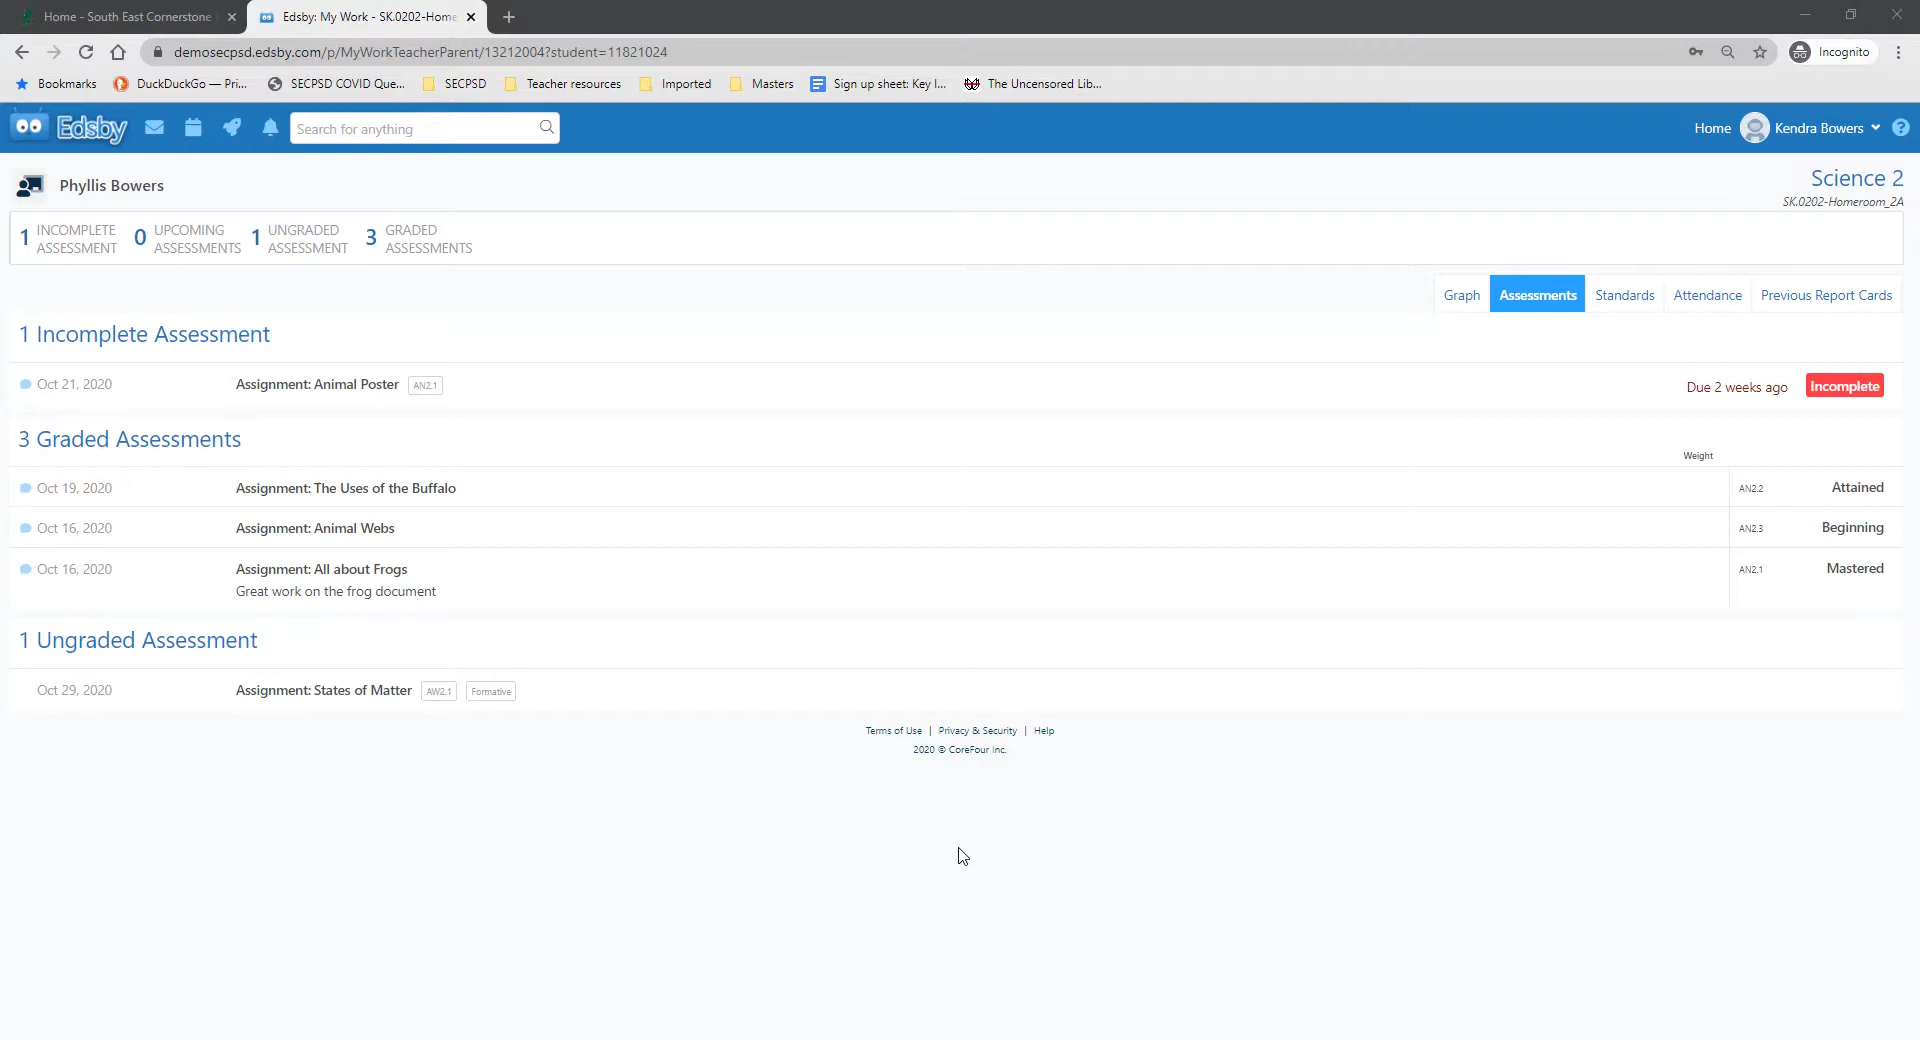 Home - South East Cornerstone
Edsby: My Work - SK.0202-Home
demosecpsd.edsby.com/p/MyWorkTeacherParent/13212004?student=11821024
Incognito
Bookmarks
DuckDuckGo — Pri...
SECPSD COVID Que...
SECPSD
Teacher resources
Imported
Masters
Sign up sheet: Key I...
The Uncensored Lib...
Edsby
Search for anything
Home
Kendra Bowers
Phyllis Bowers
Science 2
SK.0202-Homeroom_2A
1 INCOMPLETE ASSESSMENT
0 UPCOMING ASSESSMENTS
1 UNGRADED ASSESSMENT
3 GRADED ASSESSMENTS
Graph
Assessments
Standards
Attendance
Previous Report Cards
1 Incomplete Assessment
Oct 21, 2020 Assignment: Animal Poster AN2.1 Due 2 weeks ago Incomplete
3 Graded Assessments
Weight
Oct 19, 2020 Assignment: The Uses of the Buffalo AN2.2 Attained
Oct 16, 2020 Assignment: Animal Webs AN2.3 Beginning
Oct 16, 2020 Assignment: All about Frogs AN2.1 Mastered
Great work on the frog document
1 Ungraded Assessment
Oct 29, 2020 Assignment: States of Matter AW2.1 Formative
Terms of Use | Privacy & Security | Help
2020 © CoreFour Inc.